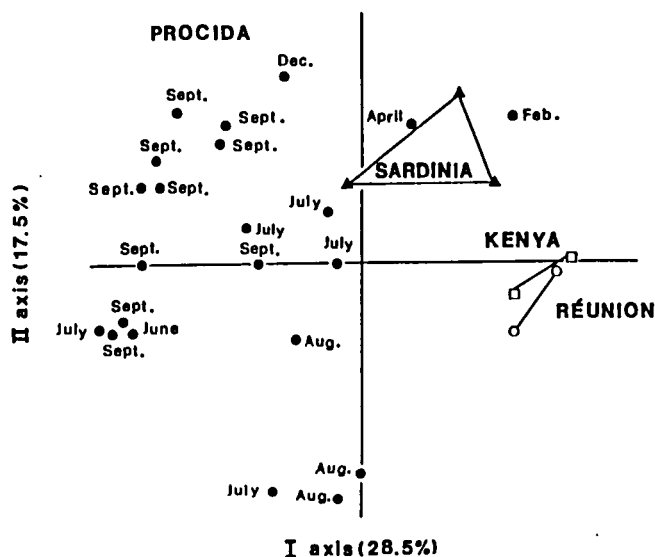 PROCIDA
Dec.
Sept.
April
Feb.
Sept.
Sept.
Sept.
SARDINIA
Sept. Sept.
July
July
KENYA
Sept. Sept. July
II axis (17.5%)
RÉUNION
Sept.
July June
Sept.
Aug.
Aug.
July Aug.
I axis (28.5%)